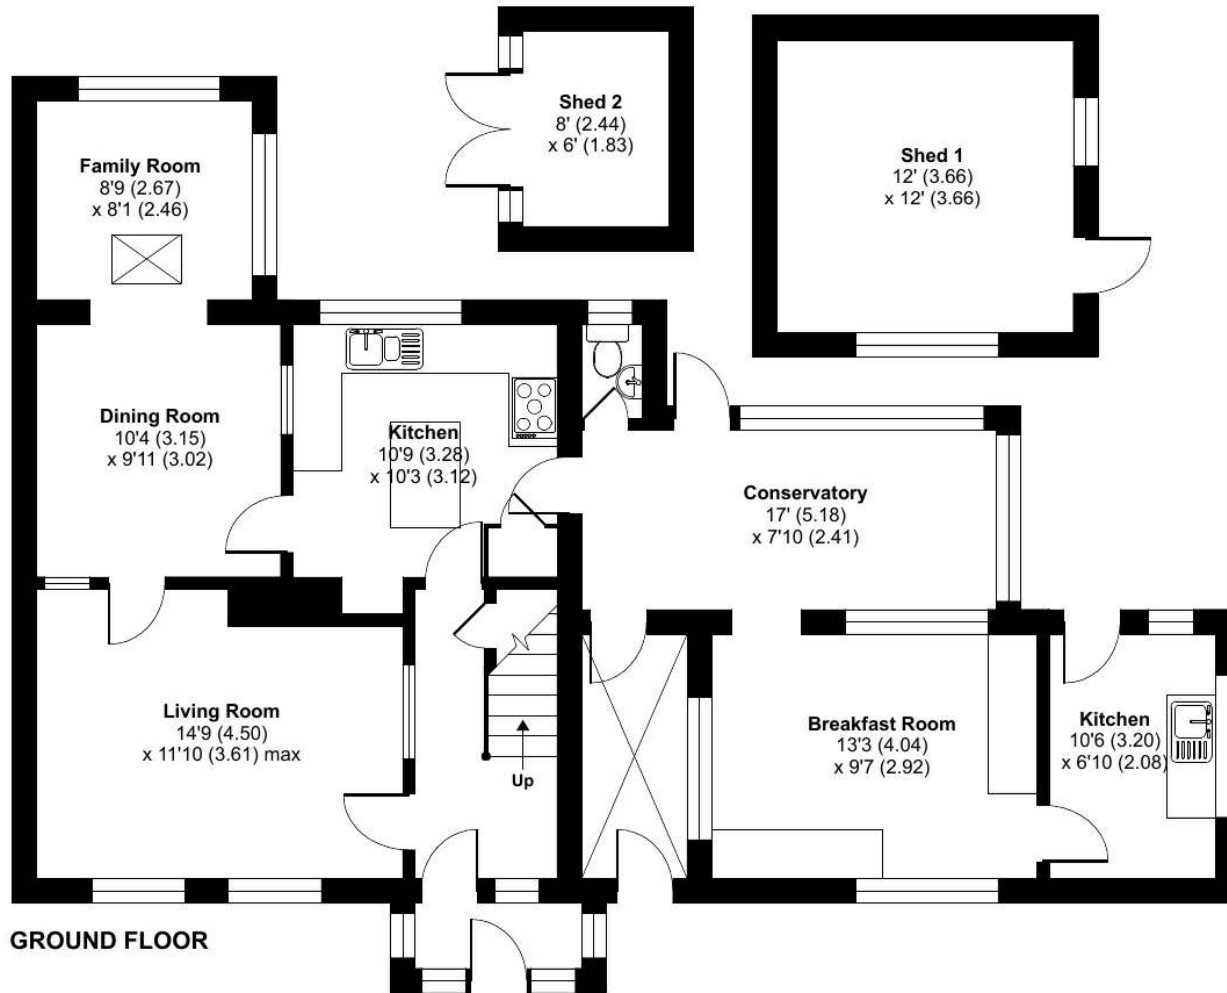 Shed 2
8' (2.44)
x 6' (1.83)
Shed 1
12' (3.66)
x 12' (3.66)
Family Room
8'9 (2.67)
x 8'1 (2.46)
Dining Room
10'4 (3.15)
x 9'11 (3.02)
Kitchen
10'9 (3.28)
x 10'3 (3.12)
Conservatory
17' (5.18)
x 7'10 (2.41)
Living Room
14'9 (4.50)
x 11'10 (3.61) max
Up
Breakfast Room
13'3 (4.04)
x 9'7 (2.92)
Kitchen
10'6 (3.20)
x 6'10 (2.08)
GROUND FLOOR